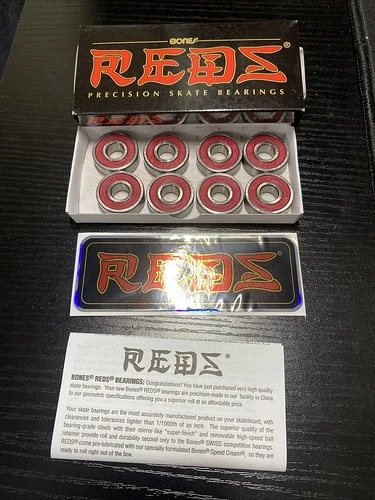 BONES
REDS®
PRECISION SKATE BEARINGS
REDS
REDS®
BONES® REDS® BEARINGS: Congratulations! You have just purchased very high quality
skate bearings. Your new Bones® REDS® bearings are precision-made in our facility in China
to our geometric specifications offering you a superior roll at an affordable price.
Your skate bearings are the most accurately manufactured product on your skateboard, with
clearances and tolerances tighter than 1/1000th of an inch. The superior quality of the
bearing-grade steels with their mirror-like "super-finish" and removable high-speed ball
retainer provide roll and durability second only to the Bones® SWISS competition bearings.
REDS® come pre-lubricated with our specially formulated Bones® Speed Cream®, so they are
ready to roll right out of the box.